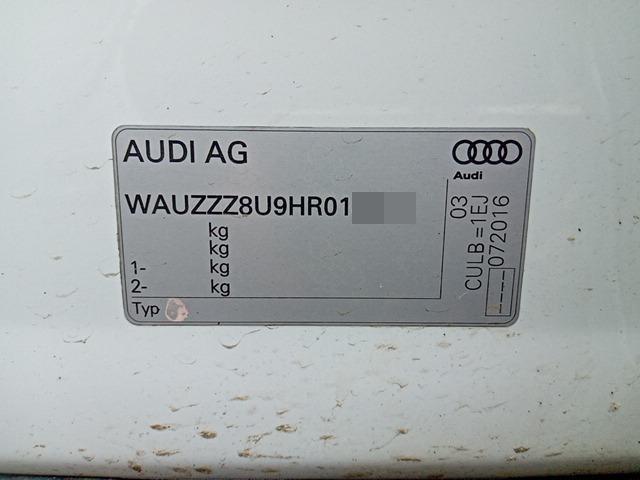 AUDI AG
Audi
WAUZZZ8U9HR01
kg
kg
1- kg
2- kg
Typ
03
CULB =1EJ
----072016